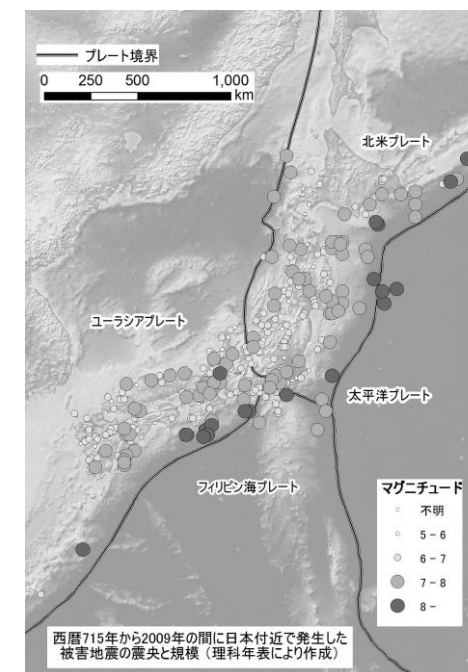 プレート境界
0 250 500 1,000
km
北米プレート
ユーラシアプレート
太平洋プレート
フィリピン海プレート
マグニチュード
不明
5 - 6
6 - 7
7 - 8
8 -
西暦715年から2009年の間に日本付近で発生した
被害地震の震央と規模（理科年表により作成）